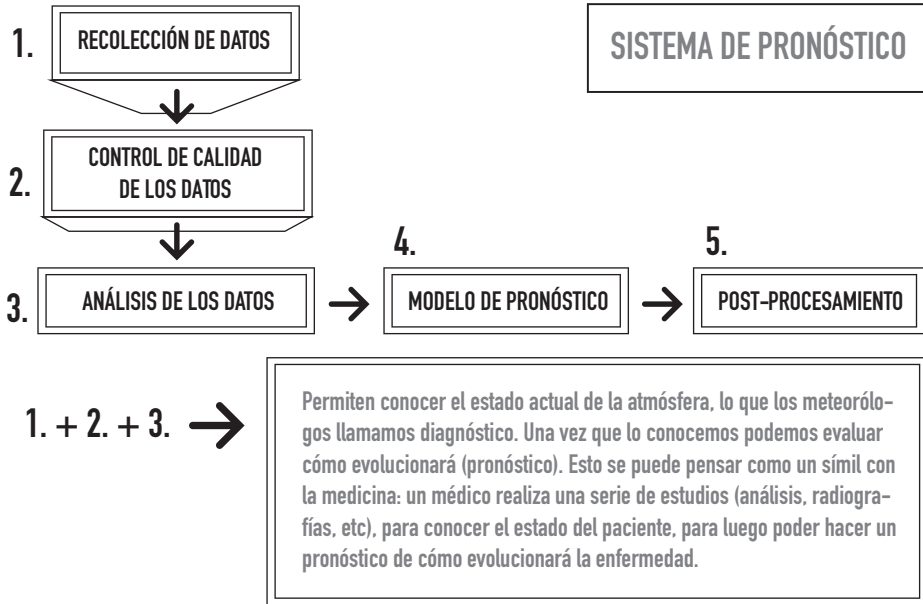 SISTEMA DE PRONÓSTICO
1.
RECOLECCIÓN DE DATOS
2.
CONTROL DE CALIDAD
DE LOS DATOS
3.
ANÁLISIS DE LOS DATOS
4.
MODELO DE PRONÓSTICO
5.
POST-PROCESAMIENTO
1. + 2. + 3.
Permiten conocer el estado actual de la atmósfera, lo que los meteorólo-
gos llamamos diagnóstico. Una vez que lo conocemos podemos evaluar
cómo evolucionará (pronóstico). Esto se puede pensar como un símil con
la medicina: un médico realiza una serie de estudios (análisis, radiogra-
fías, etc), para conocer el estado del paciente, para luego poder hacer un
pronóstico de cómo evolucionará la enfermedad.